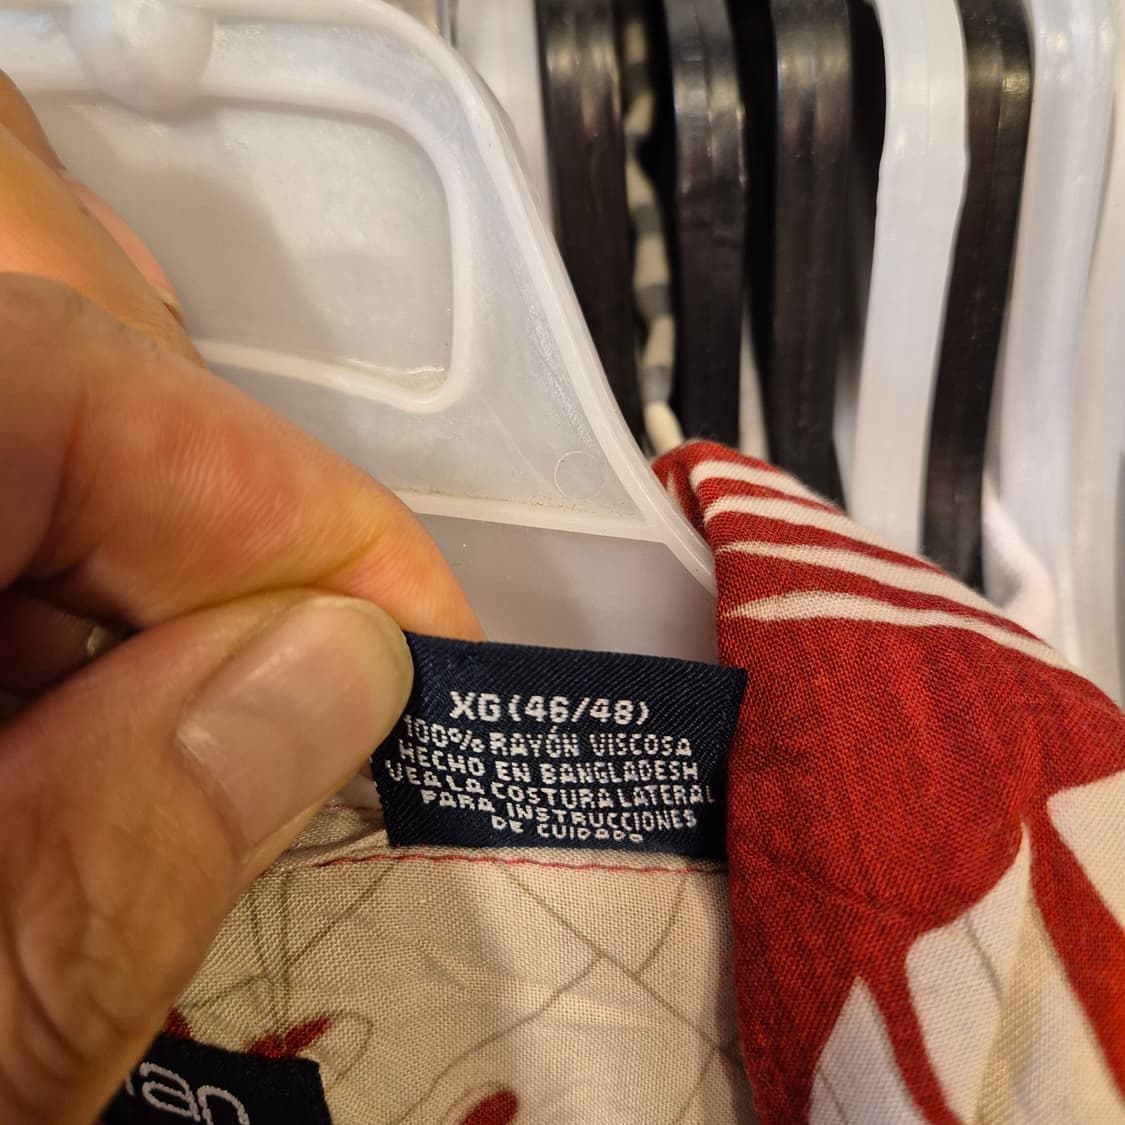 XG (46/48)
100% RAYÓN VISCOSA
HECHO EN BANGLADESH
VEA LA COSTURA LATERAL
PARA INSTRUCCIONES
DE CUIDADO